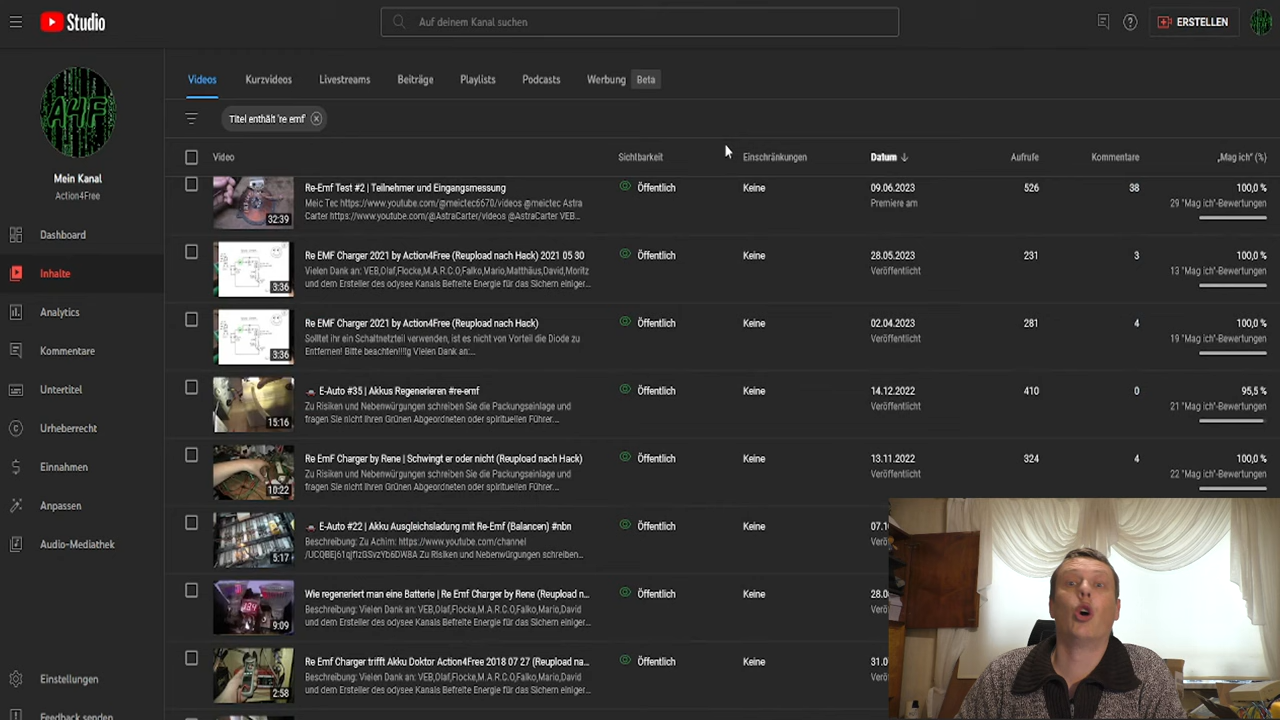 Studio
Auf deinem Kanal suchen
ERSTELLEN
A4F
Mein Kanal
Action4Free
Dashboard
Inhalte
Analytics
Kommentare
Untertitel
Urheberrecht
Einnahmen
Anpassen
Audio-Mediathek
Einstellungen
Feedback senden
Videos Kurzvideos Livestreams Beiträge Playlists Podcasts Werbung Beta
Titel enthält 're emf'
Video Sichtbarkeit Einschränkungen Datum Aufrufe Kommentare „Mag ich" (%)
Re-Emf Test #2 | Teilnehmer und Eingangsmessung Öffentlich Keine 09.06.2023 526 38 100,0 %
Meic Tec https://www.youtube.com/@meictec6670/videos @meictec Astra Premiere am 29 "Mag ich"-Bewertungen
Carter https://www.youtube.com/@AstraCarter/videos @AstraCarter VEB...
32:39
Re EMF Charger 2021 by Action4Free (Reupload nach Hack) 2021 05 30 Öffentlich Keine 28.05.2023 231 3 100,0 %
Vielen Dank an: VEB,Olaf,Flocke,M.A.R.C.O,Falko,Mario,Matthäus,David,Moritz Veröffentlicht 13 "Mag ich"-Bewertungen
und dem Ersteller des odysee Kanals Befreite Energie für das Sichern einiger...
3:36
Re EMF Charger 2021 by Action4Free (Reupload nach Hack) Öffentlich Keine 02.04.2023 281 4 100,0 %
Solltet ihr ein Schaltnetzteil verwenden, ist es nicht von Vorteil die Diode zu Veröffentlicht 19 "Mag ich"-Bewertungen
Entfernen! Bitte beachten!!!g Vielen Dank an:...
3:36
E-Auto #35 | Akkus Regenerieren #re-emf Öffentlich Keine 14.12.2022 410 0 95,5 %
Zu Risiken und Nebenwürgungen schreiben Sie die Packungseinlage und Veröffentlicht 21 "Mag ich"-Bewertungen
fragen Sie nicht Ihren Grünen Abgeordneten oder spirituellen Führer...
15:16
Re EmF Charger by Rene | Schwingt er oder nicht (Reupload nach Hack) Öffentlich Keine 13.11.2022 324 4 100,0 %
Zu Risiken und Nebenwürgungen schreiben Sie die Packungseinlage und Veröffentlicht 22 "Mag ich"-Bewertungen
fragen Sie nicht Ihren Grünen Abgeordneten oder spirituellen Führer...
10:22
E-Auto #22 | Akku Ausgleichsladung mit Re-Emf (Balancen) #nbn Öffentlich Keine 07.1
Beschreibung: Zu Achim: https://www.youtube.com/channel Verö
/UCQBEj61qjfIzGSvzYb6DW8A Zu Risiken und Nebenwürgungen schreiben...
5:17
Wie regeneriert man eine Batterie | Re Emf Charger by Rene (Reupload n... Öffentlich Keine 28.0
Beschreibung: Vielen Dank an: VEB,Olaf,Flocke,M.A.R.C.O,Falko,Mario,David Verö
und dem Ersteller des odysee Kanals Befreite Energie für das Sichern...
9:09
Re Emf Charger trifft Akku Doktor Action4Free 2018 07 27 (Reupload na... Öffentlich Keine 31.0
Beschreibung: Vielen Dank an: VEB,Olaf,Flocke,M.A.R.C.O,Falko,Mario,David Verö
und dem Ersteller des odysee Kanals Befreite Energie für das Sichern...
2:58